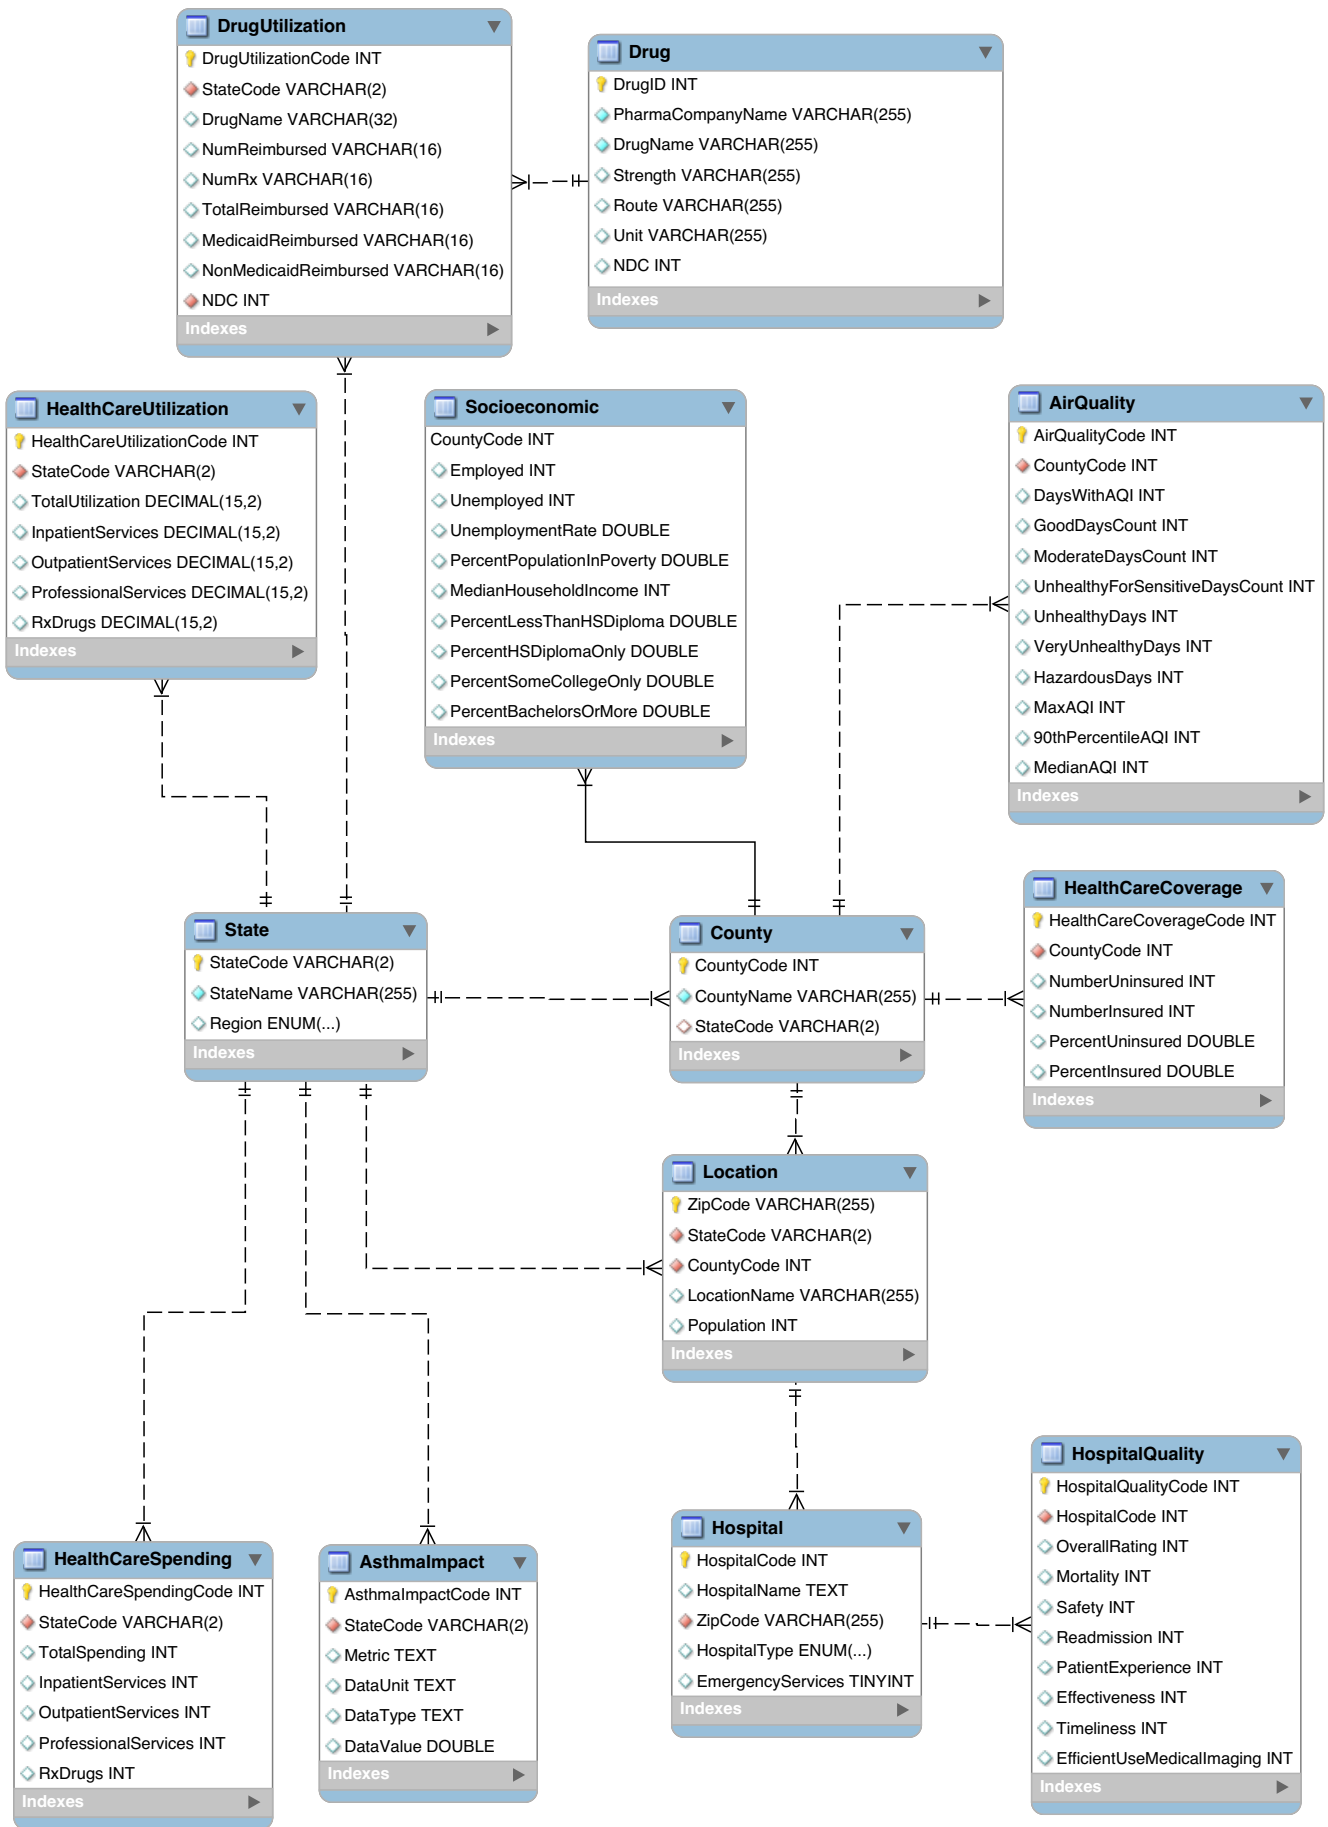 DrugUtilization
DrugUtilizationCode INT
StateCode VARCHAR(2)
DrugName VARCHAR(32)
NumReimbursed VARCHAR(16)
NumRx VARCHAR(16)
TotalReimbursed VARCHAR(16)
MedicaidReimbursed VARCHAR(16)
NonMedicaidReimbursed VARCHAR(16)
NDC INT
Indexes
Drug
DrugID INT
PharmaCompanyName VARCHAR(255)
DrugName VARCHAR(255)
Strength VARCHAR(255)
Route VARCHAR(255)
Unit VARCHAR(255)
NDC INT
Indexes
HealthCareUtilization
HealthCareUtilizationCode INT
StateCode VARCHAR(2)
TotalUtilization DECIMAL(15,2)
InpatientServices DECIMAL(15,2)
OutpatientServices DECIMAL(15,2)
ProfessionalServices DECIMAL(15,2)
RxDrugs DECIMAL(15,2)
Indexes
Socioeconomic
CountyCode INT
Employed INT
Unemployed INT
UnemploymentRate DOUBLE
PercentPopulationInPoverty DOUBLE
MedianHouseholdIncome INT
PercentLessThanHSDiploma DOUBLE
PercentHSDiplomaOnly DOUBLE
PercentSomeCollegeOnly DOUBLE
PercentBachelorsOrMore DOUBLE
Indexes
AirQuality
AirQualityCode INT
CountyCode INT
DaysWithAQI INT
GoodDaysCount INT
ModerateDaysCount INT
UnhealthyForSensitiveDaysCount INT
UnhealthyDays INT
VeryUnhealthyDays INT
HazardousDays INT
MaxAQI INT
90thPercentileAQI INT
MedianAQI INT
Indexes
State
StateCode VARCHAR(2)
StateName VARCHAR(255)
Region ENUM(...)
Indexes
County
CountyCode INT
CountyName VARCHAR(255)
StateCode VARCHAR(2)
Indexes
HealthCareCoverage
HealthCareCoverageCode INT
CountyCode INT
NumberUninsured INT
NumberInsured INT
PercentUninsured DOUBLE
PercentInsured DOUBLE
Indexes
Location
ZipCode VARCHAR(255)
StateCode VARCHAR(2)
CountyCode INT
LocationName VARCHAR(255)
Population INT
Indexes
HealthCareSpending
HealthCareSpendingCode INT
StateCode VARCHAR(2)
TotalSpending INT
InpatientServices INT
OutpatientServices INT
ProfessionalServices INT
RxDrugs INT
Indexes
AsthmaImpact
AsthmaImpactCode INT
StateCode VARCHAR(2)
Metric TEXT
DataUnit TEXT
DataType TEXT
DataValue DOUBLE
Indexes
Hospital
HospitalCode INT
HospitalName TEXT
ZipCode VARCHAR(255)
HospitalType ENUM(...)
EmergencyServices TINYINT
Indexes
HospitalQuality
HospitalQualityCode INT
HospitalCode INT
OverallRating INT
Mortality INT
Safety INT
Readmission INT
PatientExperience INT
Effectiveness INT
Timeliness INT
EfficientUseMedicalImaging INT
Indexes